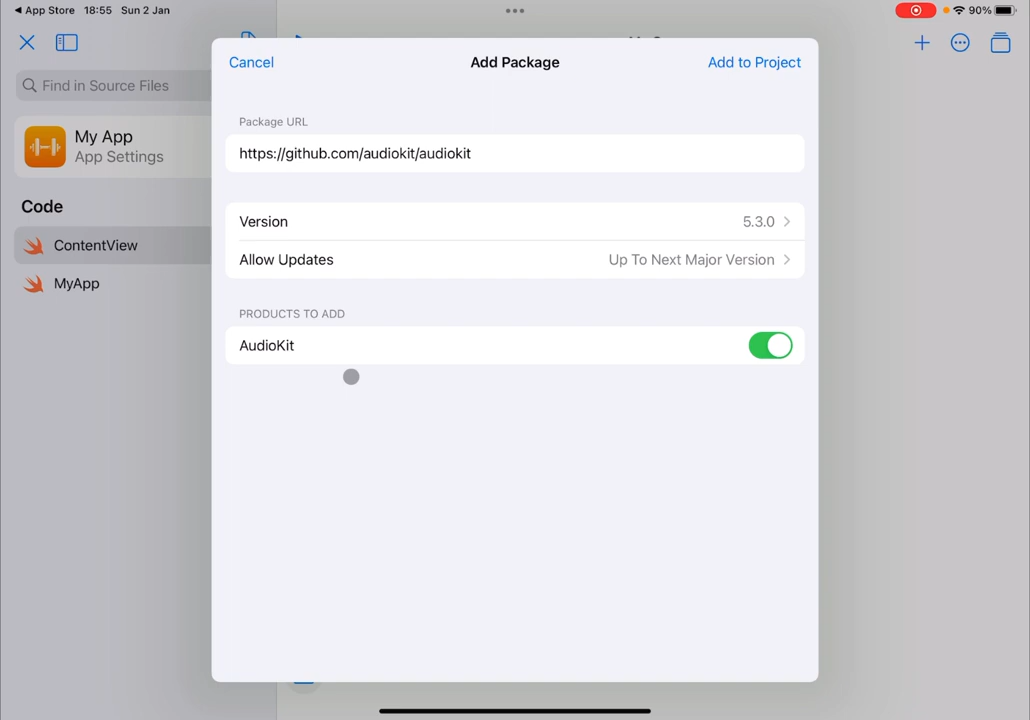 App Store 18:55 Sun 2 Jan
90%
Find in Source Files
My App
App Settings
Code
ContentView
MyApp
Cancel
Add Package
Add to Project
Package URL
https://github.com/audiokit/audiokit
Version
5.3.0
Allow Updates
Up To Next Major Version
PRODUCTS TO ADD
AudioKit